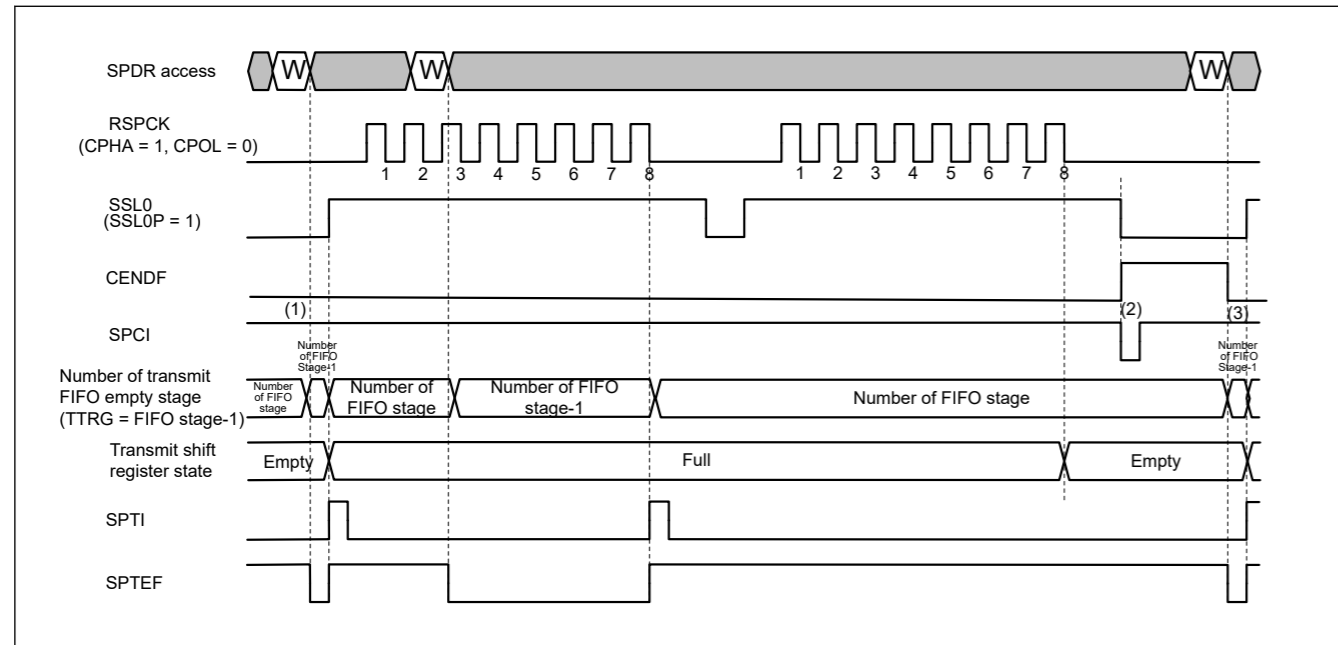 SPDR access
W
W
W
RSPCK
(CPHA = 1, CPOL = 0)
1 2 3 4 5 6 7 8
1 2 3 4 5 6 7 8
SSL0
(SSL0P = 1)
CENDF
(1)
(2)
(3)
SPCI
Number
of FIFO
Stage-1
Number
of FIFO
Stage-1
Number of transmit
FIFO empty stage
(TTRG = FIFO stage-1)
Number
of FIFO
stage
Number of
FIFO stage
Number of FIFO
stage-1
Number of FIFO stage
Transmit shift
register state
Empty
Full
Empty
SPTI
SPTEF